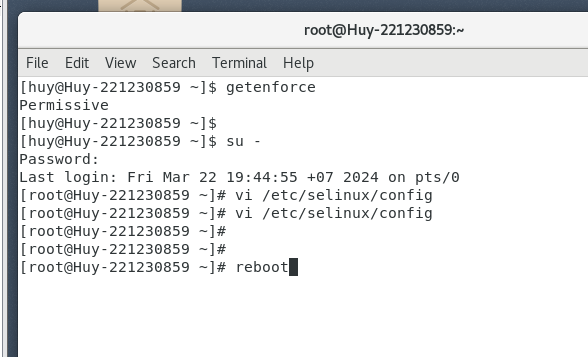 root@Huy-221230859:~
File Edit View Search Terminal Help
[huy@Huy-221230859 ~]$ getenforce
Permissive
[huy@Huy-221230859 ~]$
[huy@Huy-221230859 ~]$ su -
Password:
Last login: Fri Mar 22 19:44:55 +07 2024 on pts/0
[root@Huy-221230859 ~]# vi /etc/selinux/config
[root@Huy-221230859 ~]# vi /etc/selinux/config
[root@Huy-221230859 ~]#
[root@Huy-221230859 ~]#
[root@Huy-221230859 ~]# reboot